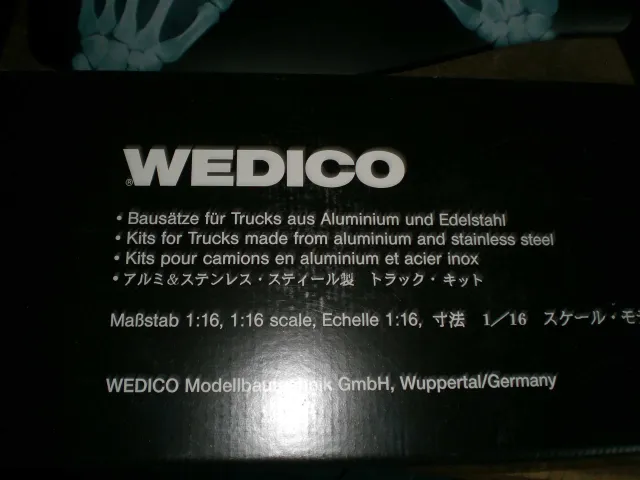 WEDICO
®
• Bausätze für Trucks aus Aluminium und Edelstahl
• Kits for Trucks made from aluminium and stainless steel
• Kits pour camions en aluminium et acier inox
• アルミ&ステンレス・スティール製 トラック・キット
Maßstab 1:16, 1:16 scale, Echelle 1:16, 寸法 1/16 スケール・モデ
WEDICO Modellbautechnik GmbH, Wuppertal/Germany